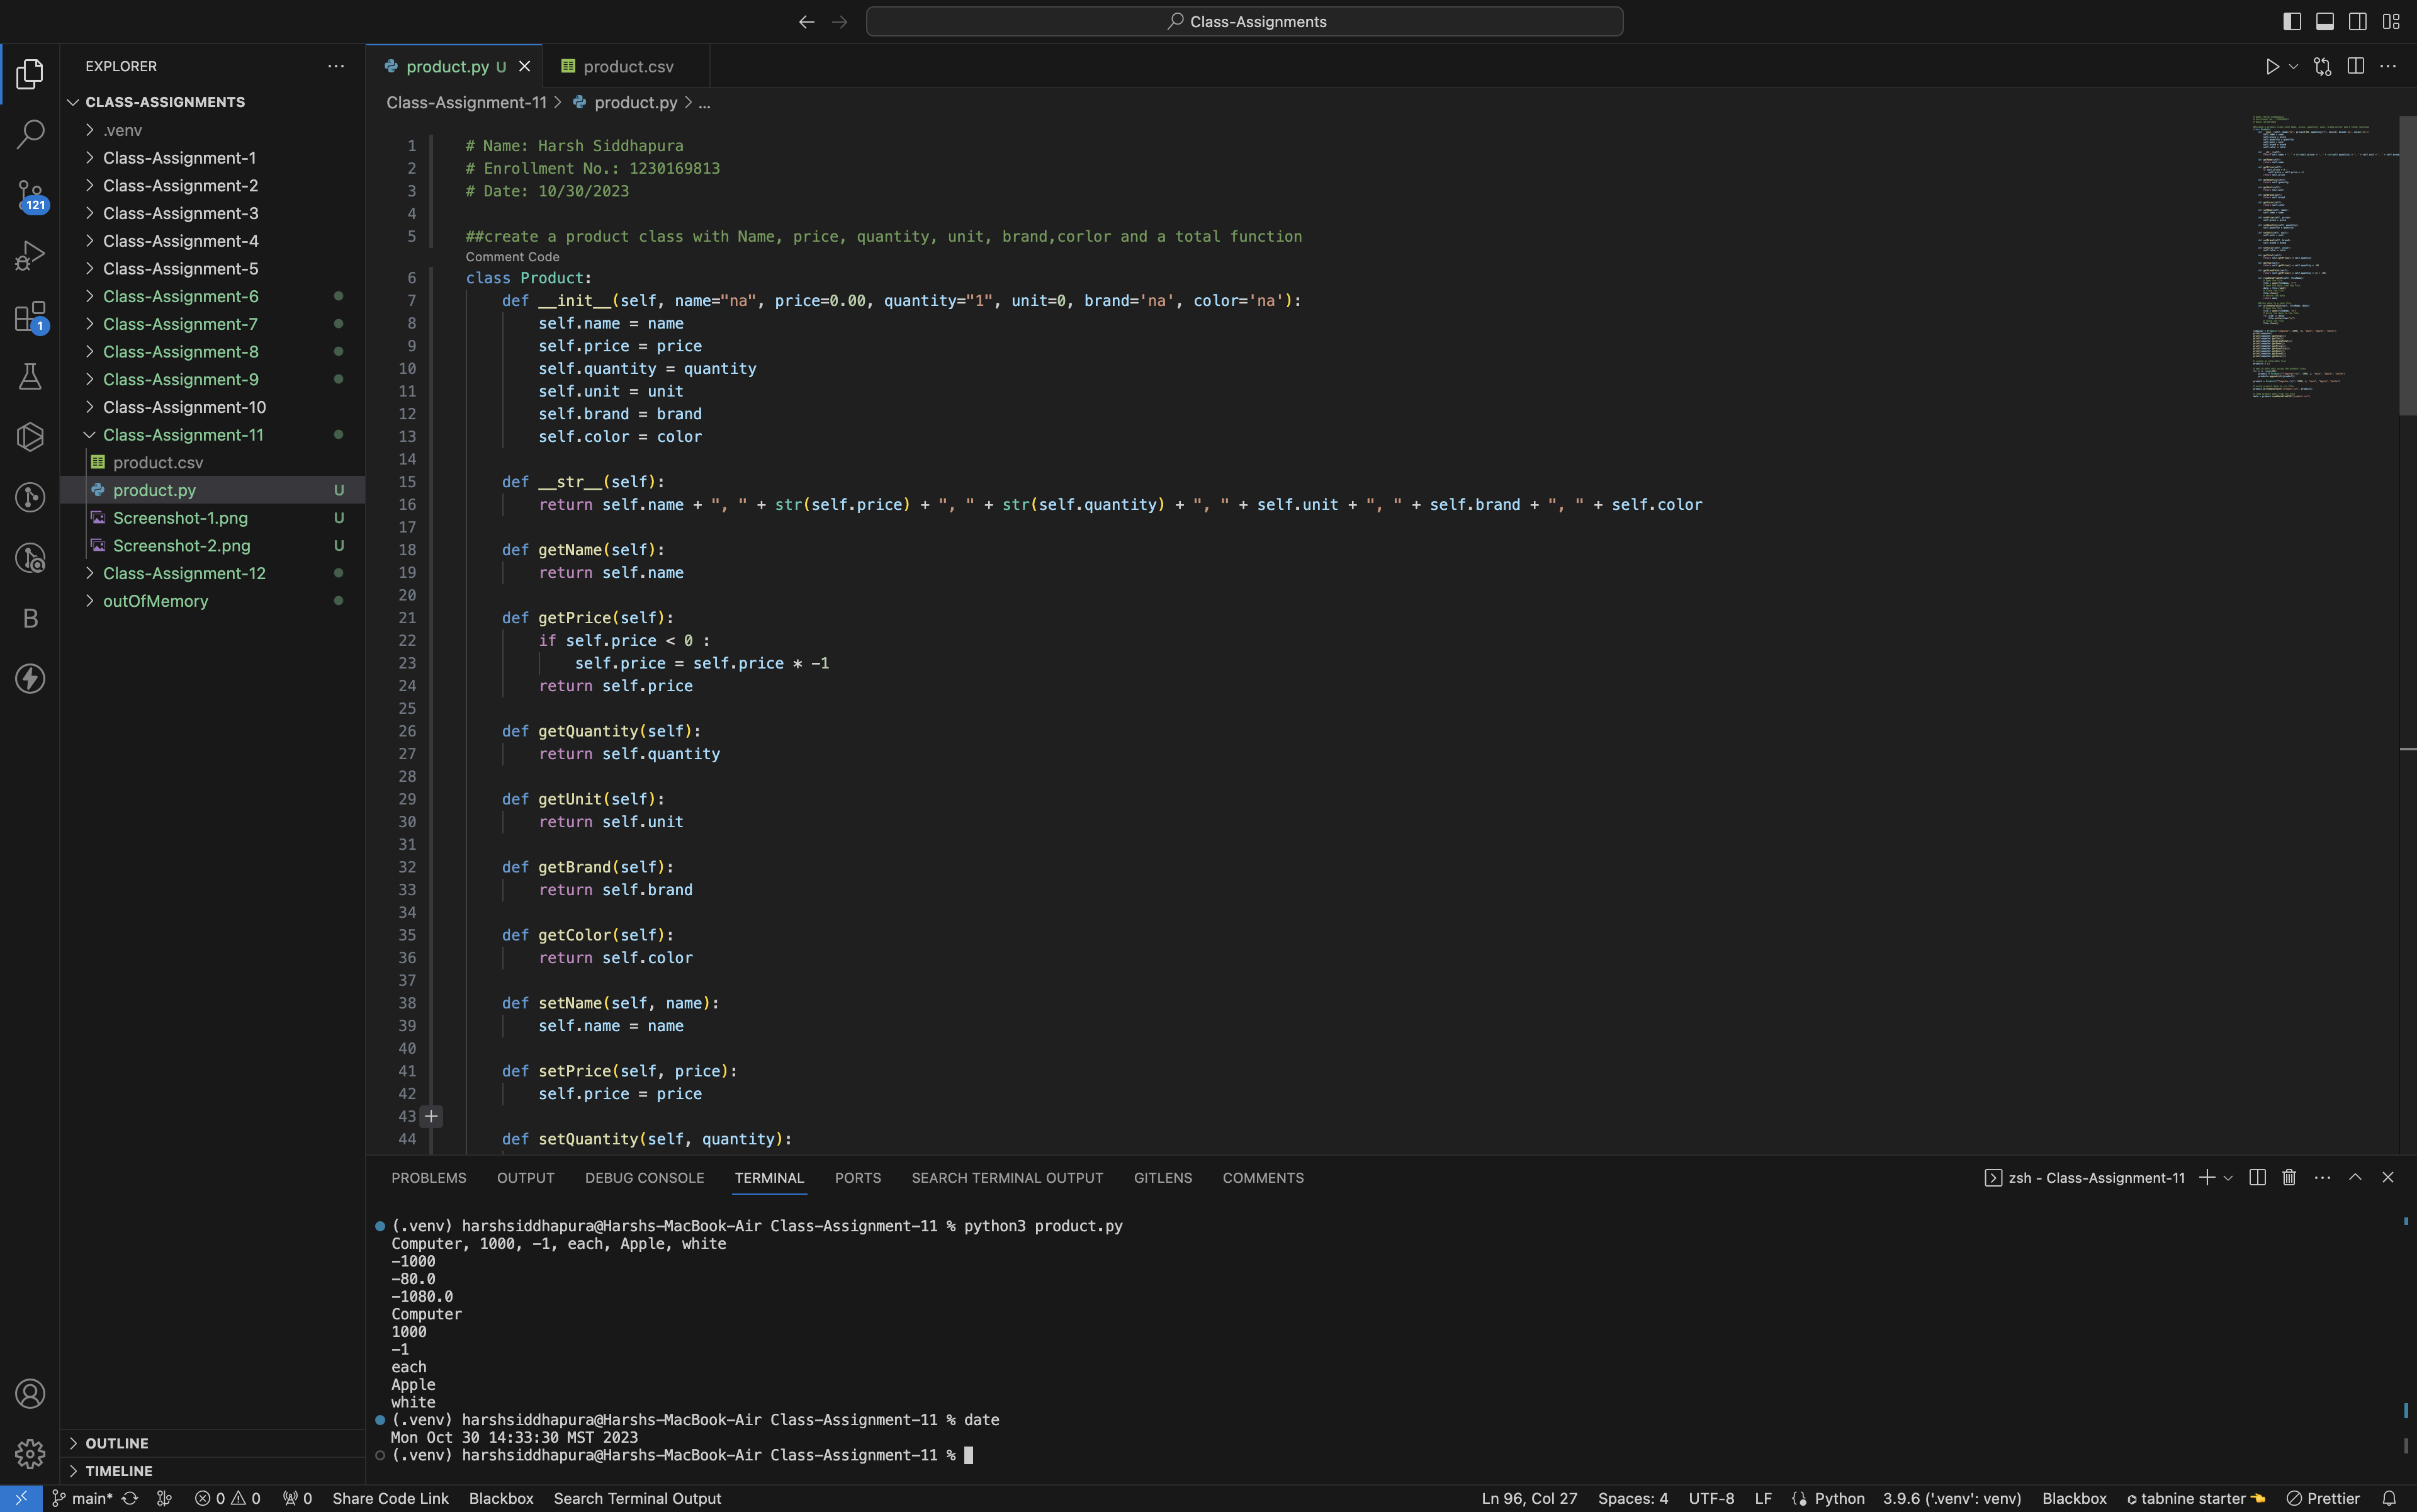 Class-Assignments
EXPLORER
CLASS-ASSIGNMENTS
.venv
Class-Assignment-1
Class-Assignment-2
Class-Assignment-3
Class-Assignment-4
Class-Assignment-5
Class-Assignment-6
Class-Assignment-7
Class-Assignment-8
Class-Assignment-9
Class-Assignment-10
Class-Assignment-11
product.csv
product.py U
Screenshot-1.png U
Screenshot-2.png U
Class-Assignment-12
outOfMemory
OUTLINE
TIMELINE
121
1
B
product.py U
product.csv
Class-Assignment-11 > product.py > ...
1 # Name: Harsh Siddhapura
2 # Enrollment No.: 1230169813
3 # Date: 10/30/2023
4
5 ##create a product class with Name, price, quantity, unit, brand,corlor and a total function
Comment Code
6 class Product:
7 def __init__(self, name="na", price=0.00, quantity="1", unit=0, brand='na', color='na'):
8 self.name = name
9 self.price = price
10 self.quantity = quantity
11 self.unit = unit
12 self.brand = brand
13 self.color = color
14
15 def __str__(self):
16 return self.name + ", " + str(self.price) + ", " + str(self.quantity) + ", " + self.unit + ", " + self.brand + ", " + self.color
17
18 def getName(self):
19 return self.name
20
21 def getPrice(self):
22 if self.price < 0 :
23 self.price = self.price * -1
24 return self.price
25
26 def getQuantity(self):
27 return self.quantity
28
29 def getUnit(self):
30 return self.unit
31
32 def getBrand(self):
33 return self.brand
34
35 def getColor(self):
36 return self.color
37
38 def setName(self, name):
39 self.name = name
40
41 def setPrice(self, price):
42 self.price = price
43
44 def setQuantity(self, quantity):
PROBLEMS OUTPUT DEBUG CONSOLE TERMINAL PORTS SEARCH TERMINAL OUTPUT GITLENS COMMENTS
zsh - Class-Assignment-11
(.venv) harshsiddhapura@Harshs-MacBook-Air Class-Assignment-11 % python3 product.py
Computer, 1000, -1, each, Apple, white
-1000
-80.0
-1080.0
Computer
1000
-1
each
Apple
white
(.venv) harshsiddhapura@Harshs-MacBook-Air Class-Assignment-11 % date
Mon Oct 30 14:33:30 MST 2023
(.venv) harshsiddhapura@Harshs-MacBook-Air Class-Assignment-11 %
main* 0 0 0 Share Code Link Blackbox Search Terminal Output
Ln 96, Col 27 Spaces: 4 UTF-8 LF Python 3.9.6 ('.venv': venv) Blackbox tabnine starter Prettier